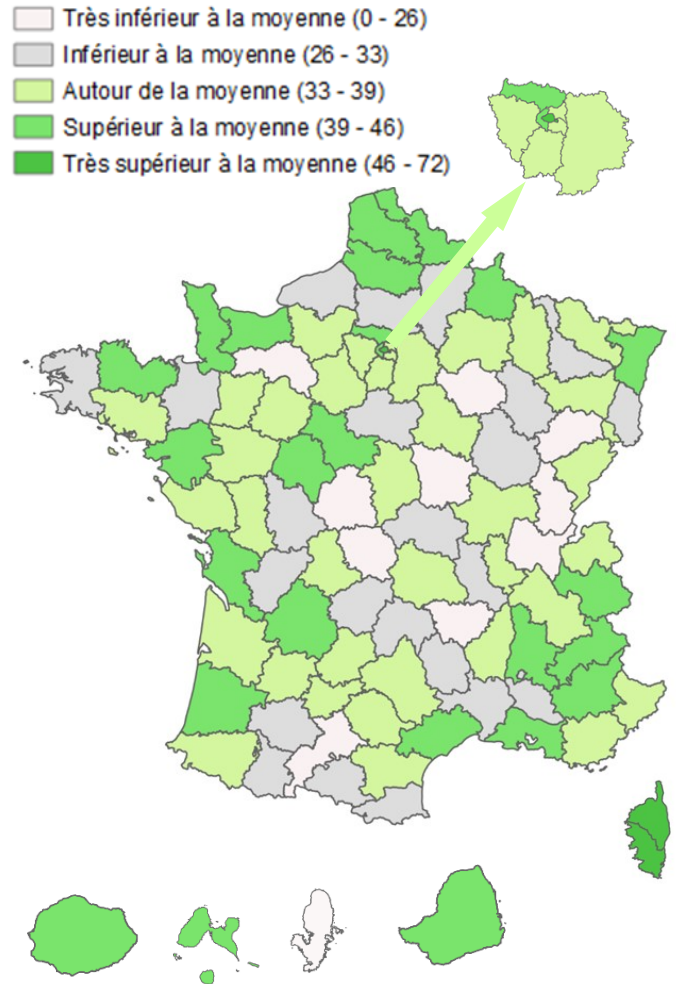 Très inférieur à la moyenne (0 - 26)
Inférieur à la moyenne (26 - 33)
Autour de la moyenne (33 - 39)
Supérieur à la moyenne (39 - 46)
Très supérieur à la moyenne (46 - 72)